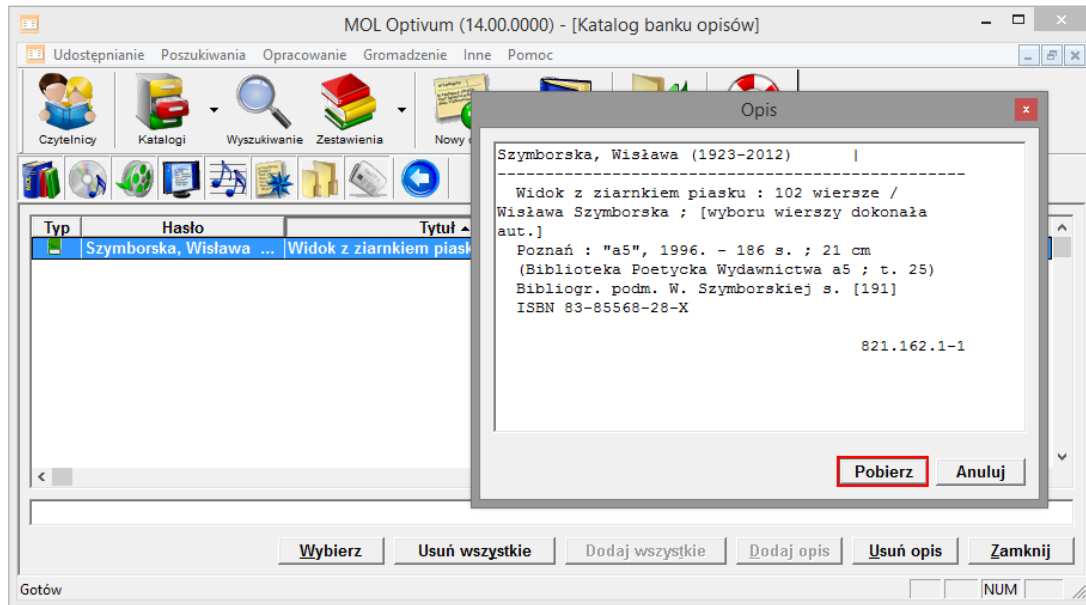 MOL Optivum (14.00.0000) - [Katalog banku opisów]
Udostępnianie Poszukiwania Opracowanie Gromadzenie Inne Pomoc
Czytelnicy Katalogi Wyszukiwanie Zestawienia Nowy
Typ Hasło Tytuł
Szymborska, Wisława ... Widok z ziarnkiem piask
Opis
Szymborska, Wisława (1923-2012) |
-----------------------------------------------
Widok z ziarnkiem piasku : 102 wiersze /
Wisława Szymborska ; [wyboru wierszy dokonała
aut.]
Poznań : "a5", 1996. - 186 s. ; 21 cm
(Biblioteka Poetycka Wydawnictwa a5 ; t. 25)
Bibliogr. podm. W. Szymborskiej s. [191]
ISBN 83-85568-28-X
821.162.1-1
Pobierz Anuluj
Wybierz Usuń wszystkie Dodaj wszystkie Dodaj opis Usuń opis Zamknij
Gotów NUM